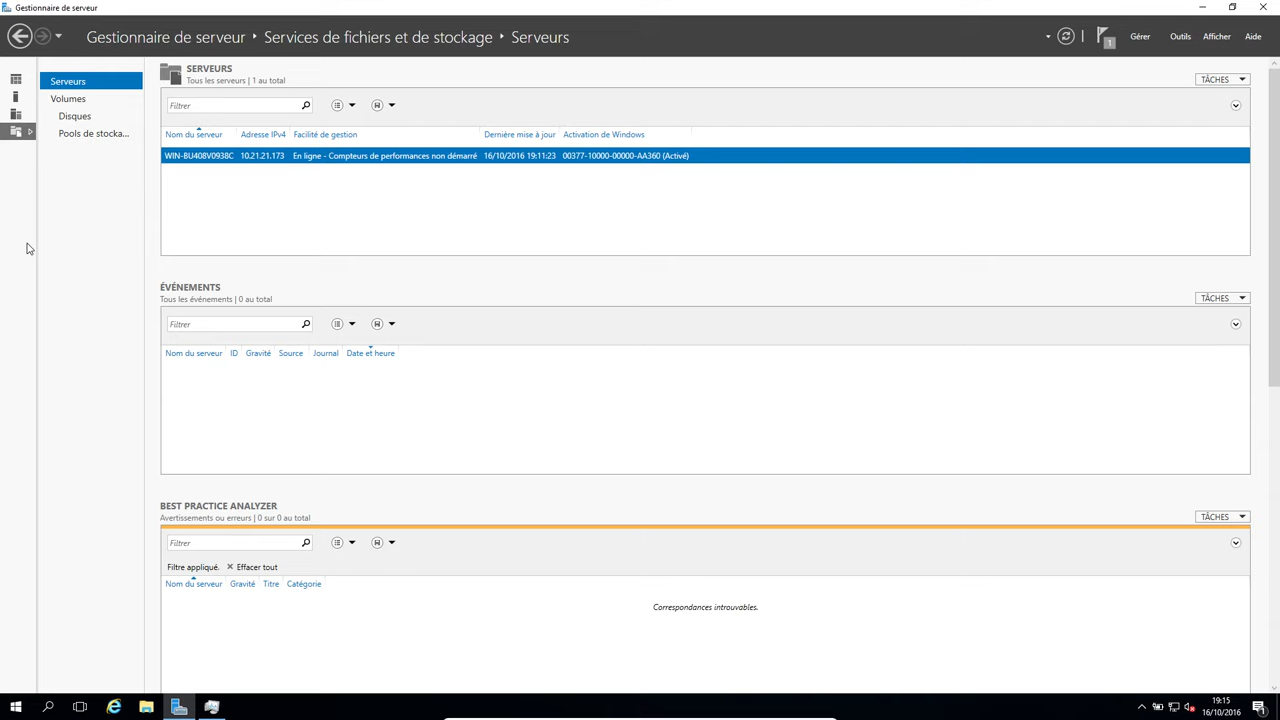 Gestionnaire de serveur
Gestionnaire de serveur ‣ Services de fichiers et de stockage ‣ Serveurs
1
Gérer Outils Afficher Aide
Serveurs
Volumes
Disques
Pools de stocka...
SERVEURS
Tous les serveurs | 1 au total
TÂCHES
Filtrer
Nom du serveur Adresse IPv4 Facilité de gestion Dernière mise à jour Activation de Windows
WIN-BU408V0938C 10.21.21.173 En ligne - Compteurs de performances non démarré 16/10/2016 19:11:23 00377-10000-00000-AA360 (Activé)
ÉVÉNEMENTS
Tous les événements | 0 au total
TÂCHES
Filtrer
Nom du serveur ID Gravité Source Journal Date et heure
BEST PRACTICE ANALYZER
Avertissements ou erreurs | 0 sur 0 au total
TÂCHES
Filtrer
Filtre appliqué. Effacer tout
Nom du serveur Gravité Titre Catégorie
Correspondances introuvables.
19:15
16/10/2016
1